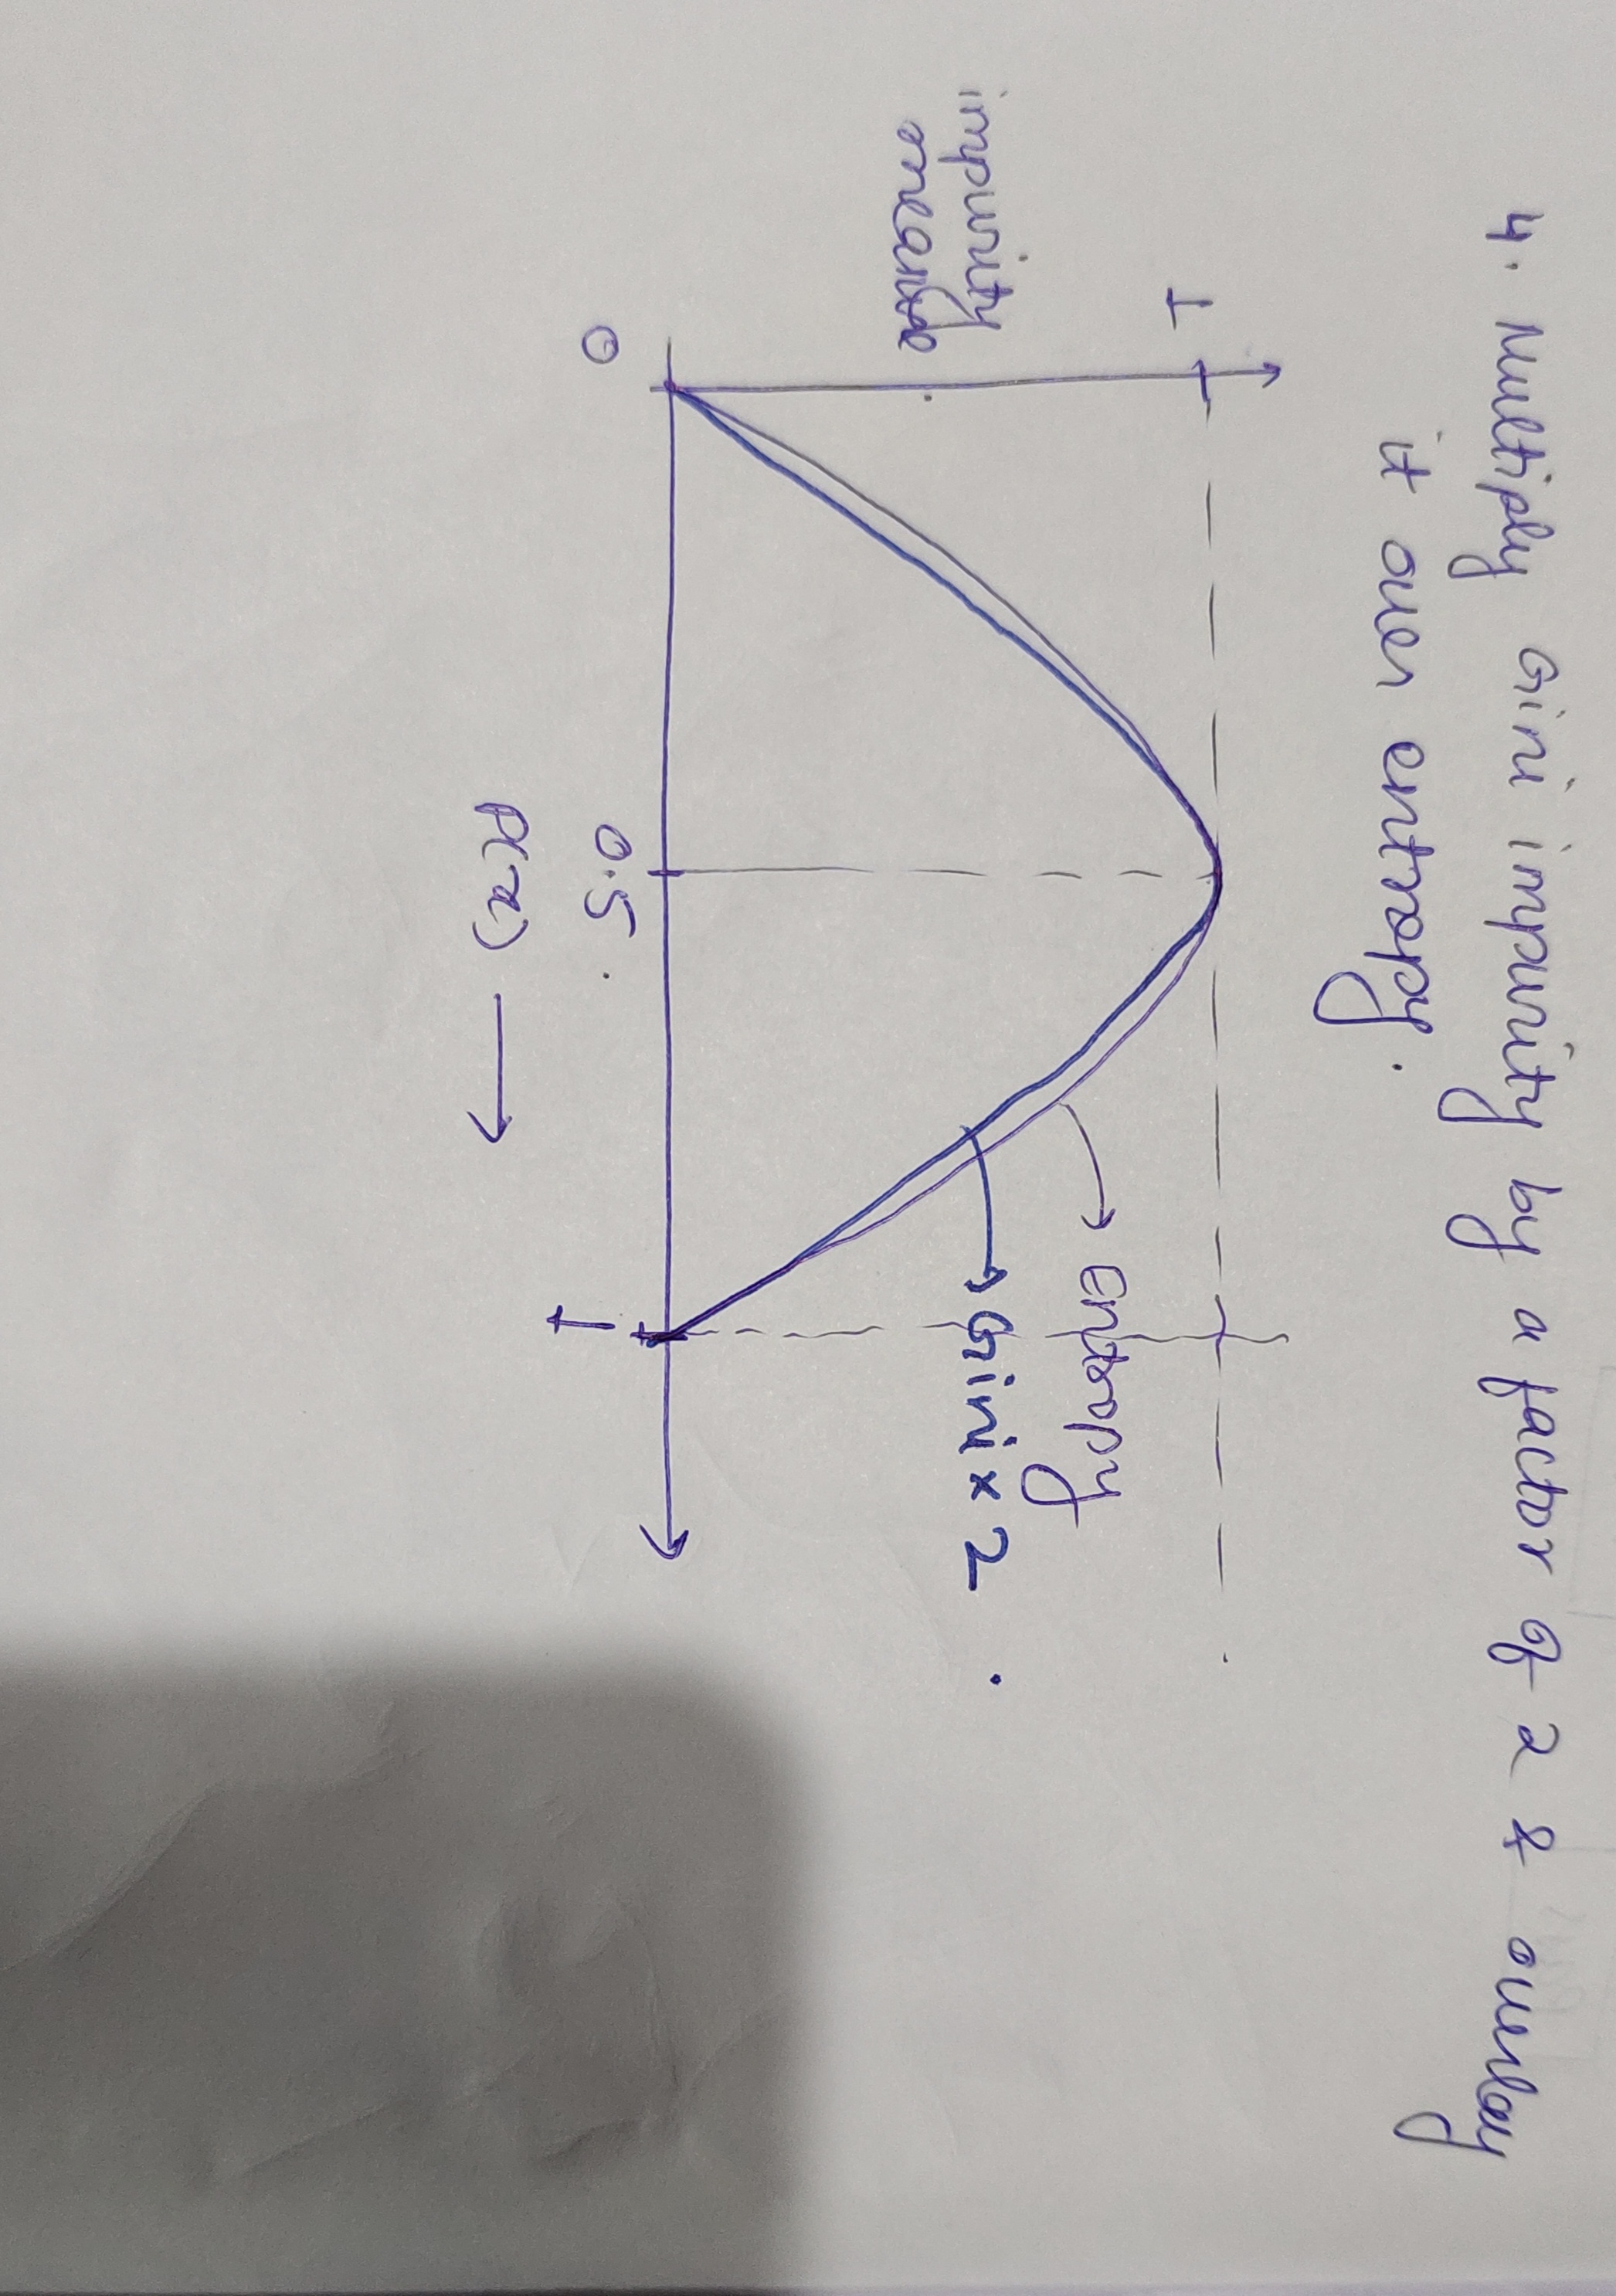 4. Multiply Gini impurity by a factor of 2 & overlay
it over entropy.
1
Entropy
Gini x 2
impurity
measure
0
0.5
1
P(x)